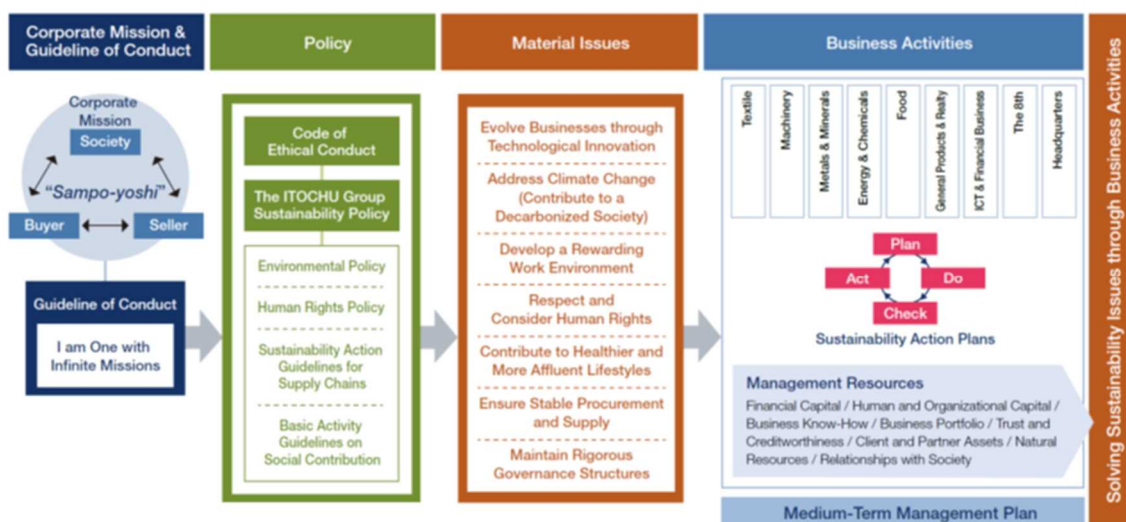 Corporate Mission &
Guideline of Conduct
Policy
Material Issues
Business Activities
Corporate
Mission
Society
“Sampo-yoshi”
Buyer
Seller
Guideline of Conduct
I am One with
Infinite Missions
Code of
Ethical Conduct
The ITOCHU Group
Sustainability Policy
Environmental Policy
Human Rights Policy
Sustainability Action
Guidelines for
Supply Chains
Basic Activity
Guidelines on
Social Contribution
Evolve Businesses through
Technological Innovation
Address Climate Change
(Contribute to a
Decarbonized Society)
Develop a Rewarding
Work Environment
Respect and
Consider Human Rights
Contribute to Healthier and
More Affluent Lifestyles
Ensure Stable Procurement
and Supply
Maintain Rigorous
Governance Structures
Textile
Machinery
Metals & Minerals
Energy & Chemicals
Food
General Products & Realty
ICT & Financial Business
The 8th
Headquarters
Plan
Act
Do
Check
Sustainability Action Plans
Management Resources
Financial Capital / Human and Organizational Capital /
Business Know-How / Business Portfolio / Trust and
Creditworthiness / Client and Partner Assets / Natural
Resources / Relationships with Society
Medium-Term Management Plan
Solving Sustainability Issues through Business Activities